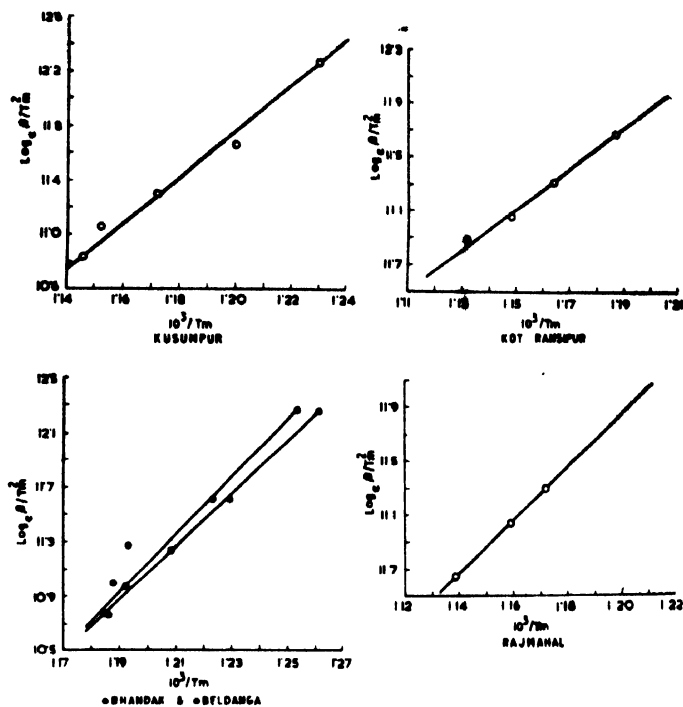 12.6
12.2
11.8
11.4
11.0
10.6
Logₑ β/Tm²
1.14 1.16 1.18 1.20 1.22 1.24
10³/Tm
KUSUMPUR
12.3
11.9
11.5
11.1
11.7
Logₑ β/Tm²
1.11 1.13 1.15 1.17 1.19 1.20
10³/Tm
KOT
12.5
12.1
11.7
11.3
10.9
10.5
Logₑ β/Tm²
1.17 1.19 1.21 1.23 1.25 1.27
10³/Tm
BHANDAK & BELDANGA
11.9
11.5
11.1
11.7
Logₑ β/Tm²
1.12 1.14 1.16 1.18 1.20 1.22
10³/Tm
RAJMAHAL